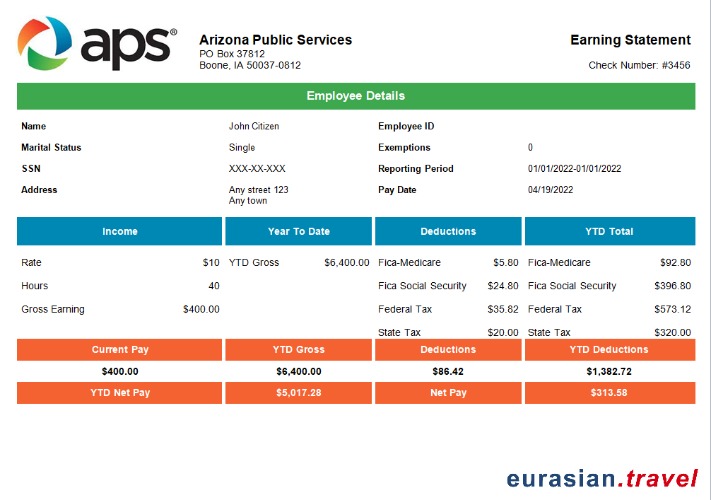 aps®
Arizona Public Services
PO Box 37812
Boone, IA 50037-0812
Earning Statement
Check Number: #3456
Employee Details
Name John Citizen Employee ID
Marital Status Single Exemptions 0
SSN XXX-XX-XXX Reporting Period 01/01/2022-01/01/2022
Address Any street 123 Pay Date 04/19/2022
Any town
Income Year To Date Deductions YTD Total
Rate $10 YTD Gross $6,400.00 Fica-Medicare $5.80 Fica-Medicare $92.80
Hours 40 Fica Social Security $24.80 Fica Social Security $396.80
Gross Earning $400.00 Federal Tax $35.82 Federal Tax $573.12
State Tax $20.00 State Tax $320.00
Current Pay YTD Gross Deductions YTD Deductions
$400.00 $6,400.00 $86.42 $1,382.72
YTD Net Pay $5,017.28 Net Pay $313.58
eurasian.travel